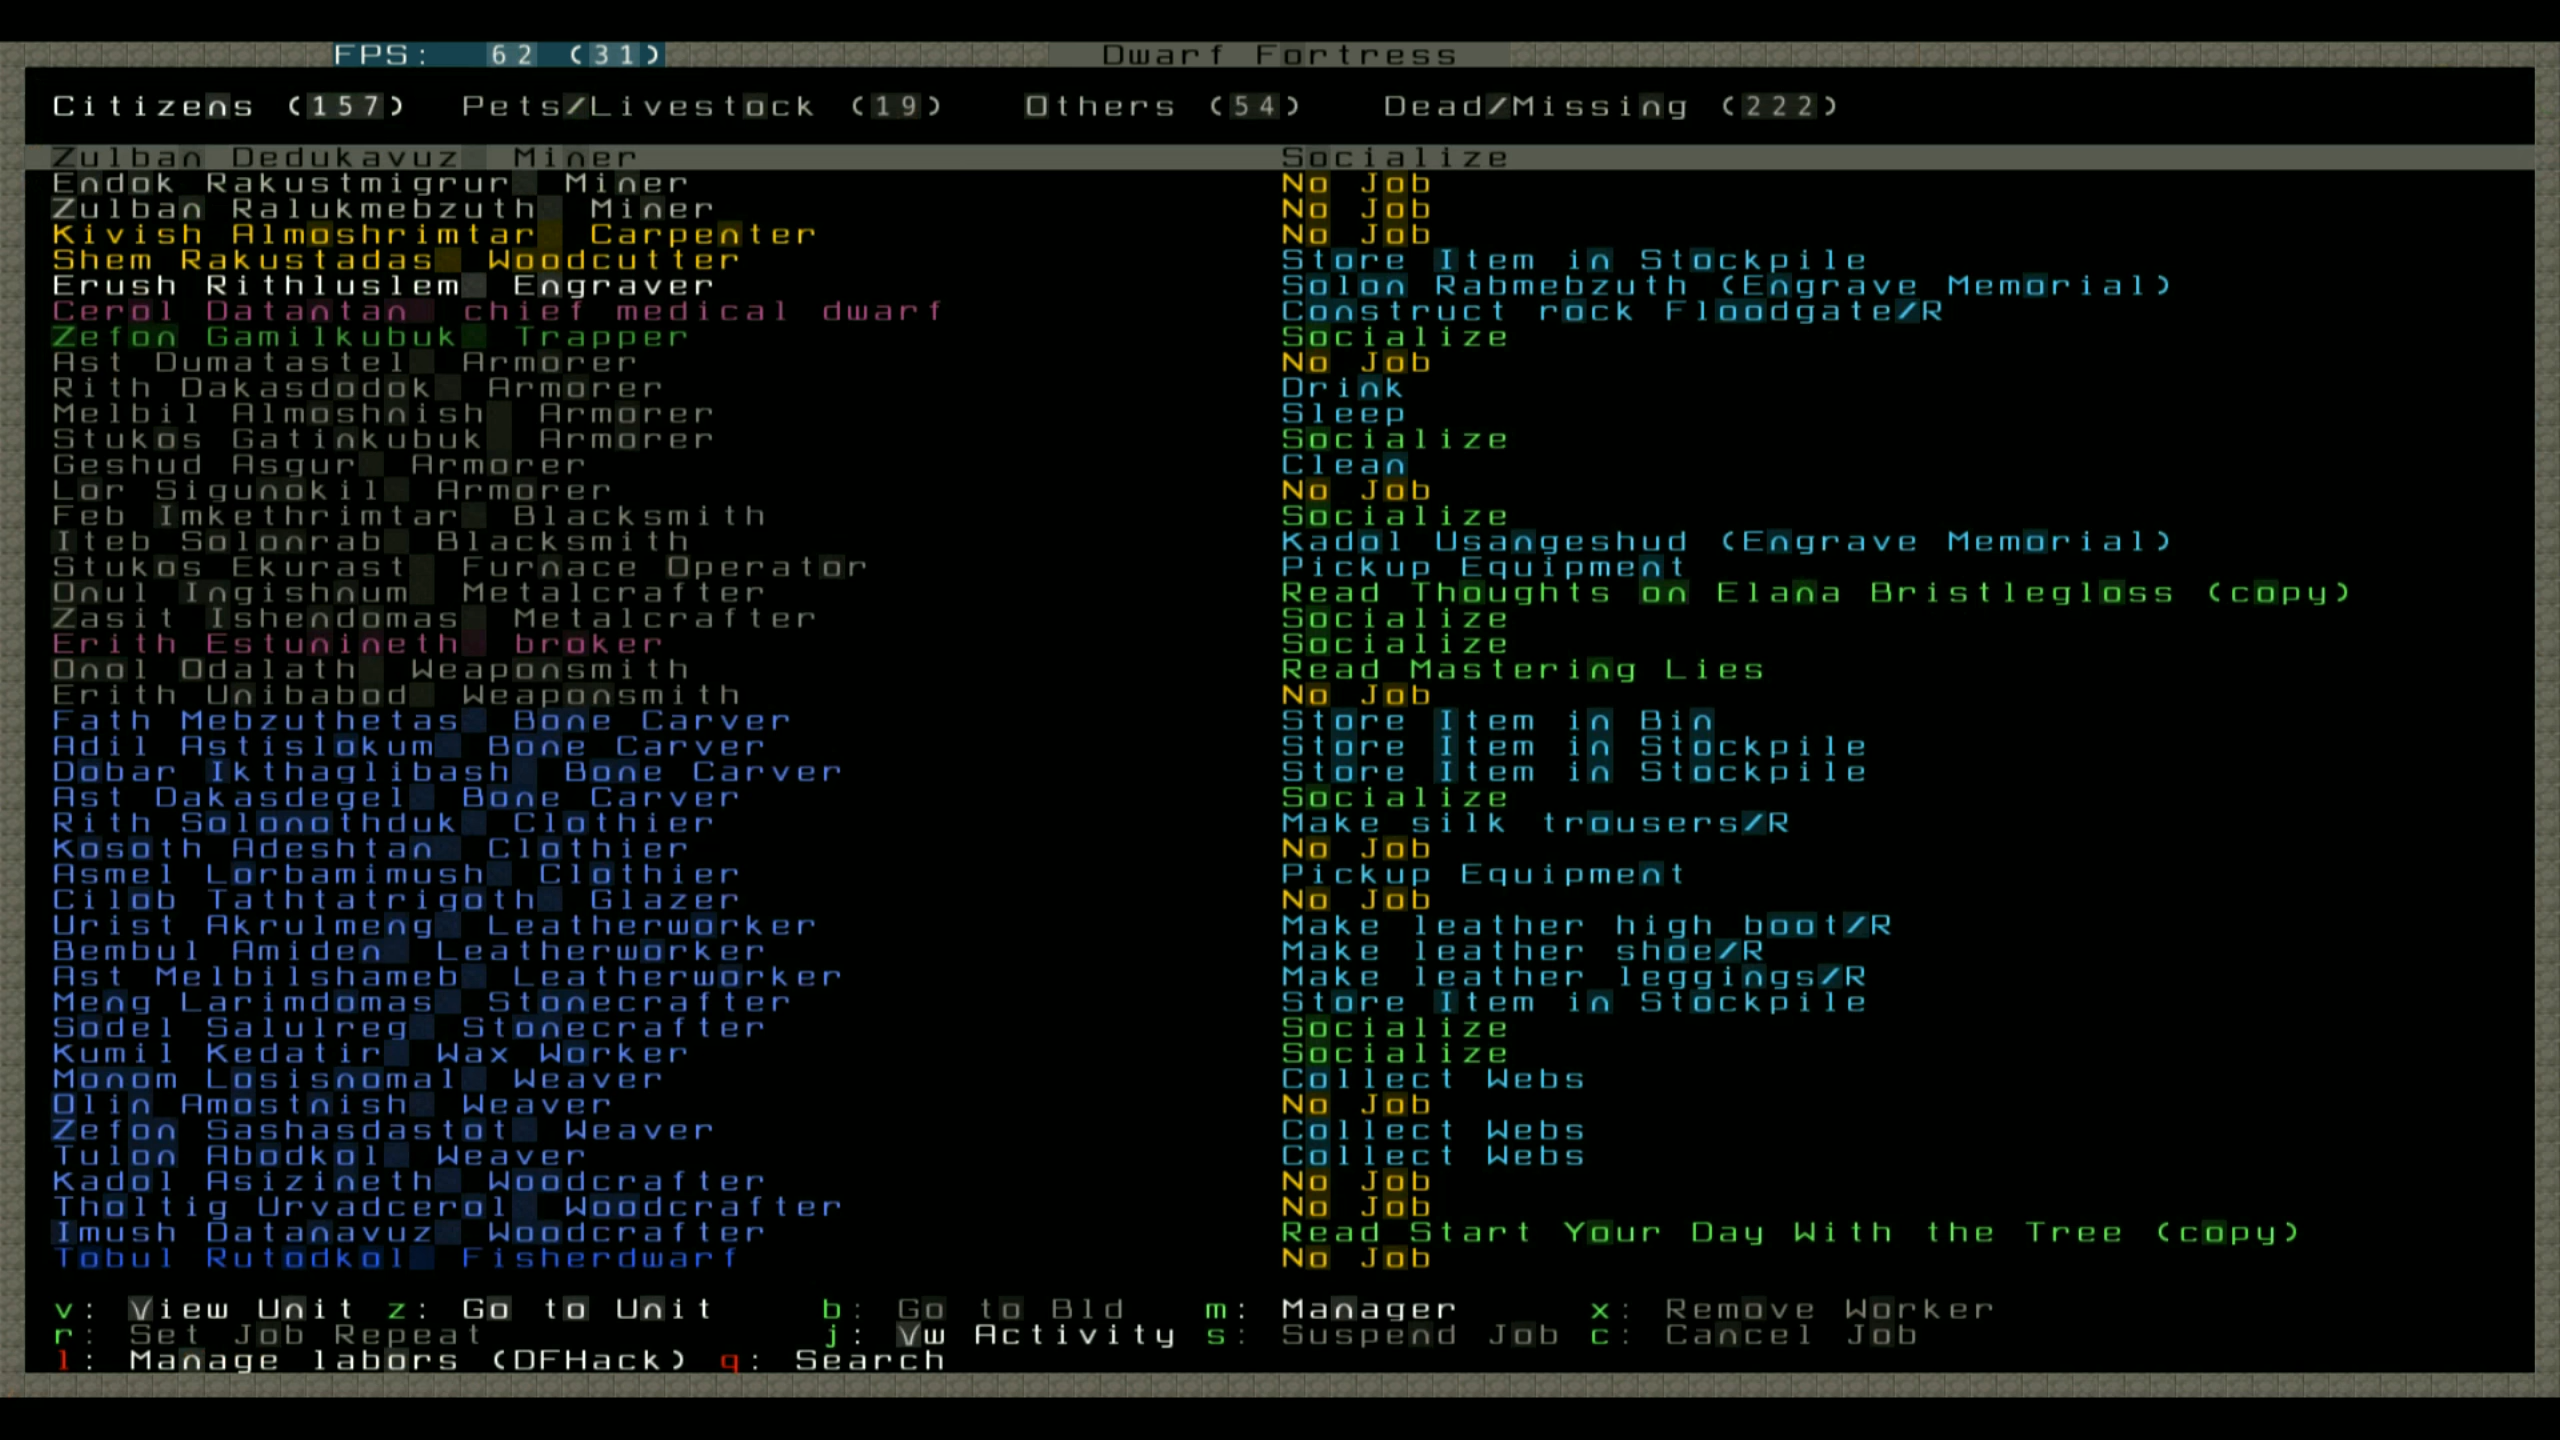 FPS: 62 (31) Dwarf Fortress
Citizens (157) Pets/Livestock (19) Others (54) Dead/Missing (222)
Zulban Dedukavuz Miner Socialize
Endok Rakustmigrur Miner No Job
Zulban Ralukmebzuth Miner No Job
Kivish Almoshrimtar Carpenter No Job
Shem Rakustadas Woodcutter Store Item in Stockpile
Erush Rithluslem Engraver Solon Rabmebzuth (Engrave Memorial)
Cerol Datantan chief medical dwarf Construct rock Floodgate/R
Zefon Gamilkubuk Trapper Socialize
Ast Dumatastel Armorer No Job
Rith Dakasdodok Armorer Drink
Melbil Almoshnish Armorer Sleep
Stukos Gatinkubuk Armorer Socialize
Geshud Asgur Armorer Clean
Lor Sigunokil Armorer No Job
Feb Imkethrimtar Blacksmith Socialize
Iteb Solonrab Blacksmith Kadol Usangeshud (Engrave Memorial)
Stukos Ekurast Furnace Operator Pickup Equipment
Onul Ingishnum Metalcrafter Read Thoughts on Elana Bristlegloss (copy)
Zasit Ishendomas Metalcrafter Socialize
Erith Estunineth broker Socialize
Onol Odalath Weaponsmith Read Mastering Lies
Erith Unibabod Weaponsmith No Job
Fath Mebzuthetas Bone Carver Store Item in Bin
Adil Astislokum Bone Carver Store Item in Stockpile
Dobar Ikthaglibash Bone Carver Store Item in Stockpile
Ast Dakasdegel Bone Carver Socialize
Rith Solonothduk Clothier Make silk trousers/R
Kosoth Adeshtan Clothier No Job
Asmel Lorbamimush Clothier Pickup Equipment
Cilob Tathtatrigoth Glazer No Job
Urist Akrulmeng Leatherworker Make leather high boot/R
Bembul Amiden Leatherworker Make leather shoe/R
Ast Melbilshameb Leatherworker Make leather leggings/R
Meng Larimdomas Stonecrafter Store Item in Stockpile
Sodel Salulreg Stonecrafter Socialize
Kumil Kedatir Wax Worker Socialize
Monom Losisnomal Weaver Collect Webs
Olin Amostnish Weaver No Job
Zefon Sashasdastot Weaver Collect Webs
Tulon Abodkol Weaver Collect Webs
Kadol Asizineth Woodcrafter No Job
Tholtig Urvadcerol Woodcrafter No Job
Imush Datanavuz Woodcrafter Read Start Your Day With the Tree (copy)
Tobul Rutodkol Fisherdwarf No Job
v: View Unit z: Go to Unit b: Go to Bld m: Manager x: Remove Worker
r: Set Job Repeat j: Vw Activity s: Suspend Job c: Cancel Job
l: Manage labors (DFHack) q: Search